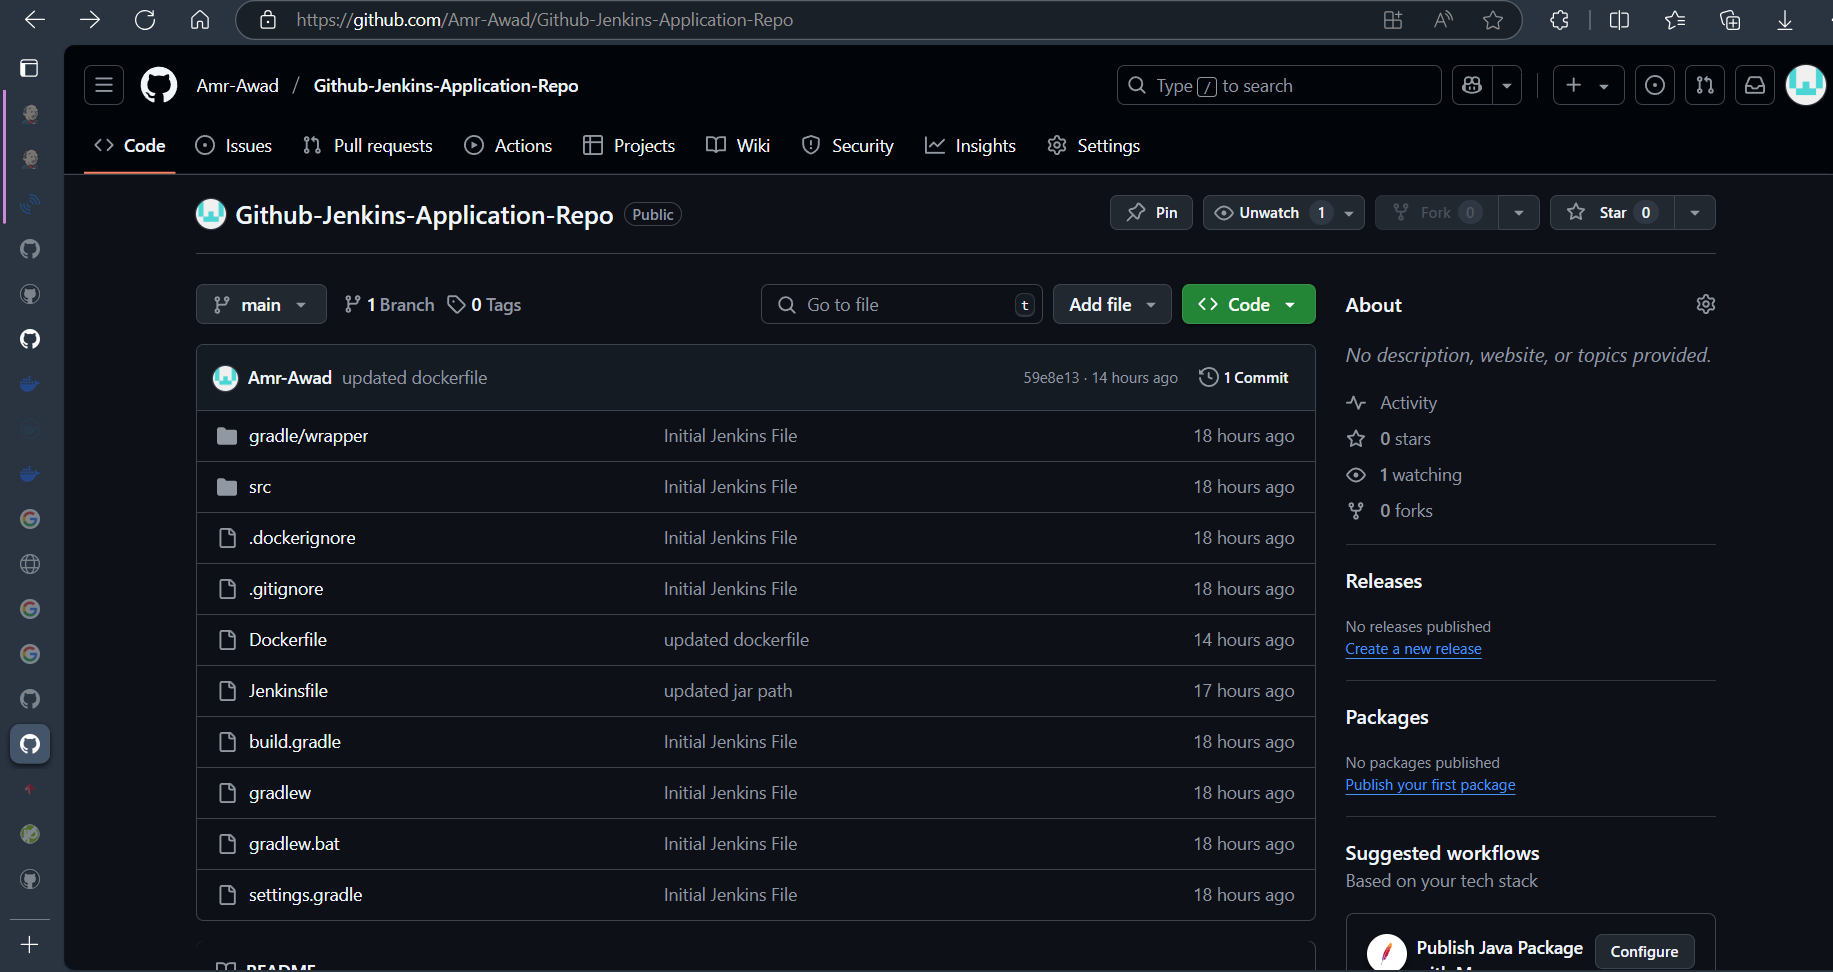 https://github.com/Amr-Awad/Github-Jenkins-Application-Repo
Amr-Awad / Github-Jenkins-Application-Repo
Type / to search
Code Issues Pull requests Actions Projects Wiki Security Insights Settings
Github-Jenkins-Application-Repo Public
Pin Unwatch 1 Fork 0 Star 0
main 1 Branch 0 Tags Go to file t Add file Code
Amr-Awad updated dockerfile 59e8e13 · 14 hours ago 1 Commit
gradle/wrapper Initial Jenkins File 18 hours ago
src Initial Jenkins File 18 hours ago
.dockerignore Initial Jenkins File 18 hours ago
.gitignore Initial Jenkins File 18 hours ago
Dockerfile updated dockerfile 14 hours ago
Jenkinsfile updated jar path 17 hours ago
build.gradle Initial Jenkins File 18 hours ago
gradlew Initial Jenkins File 18 hours ago
gradlew.bat Initial Jenkins File 18 hours ago
settings.gradle Initial Jenkins File 18 hours ago
README
About
No description, website, or topics provided.
Activity
0 stars
1 watching
0 forks
Releases
No releases published
Create a new release
Packages
No packages published
Publish your first package
Suggested workflows
Based on your tech stack
Publish Java Package
Configure